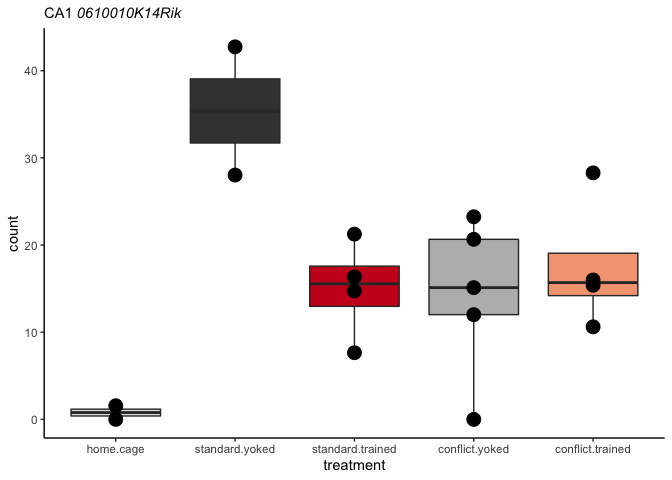 CA1 0610010K14Rik
count
40
30
20
10
0
home.cage standard.yoked standard.trained conflict.yoked conflict.trained
treatment